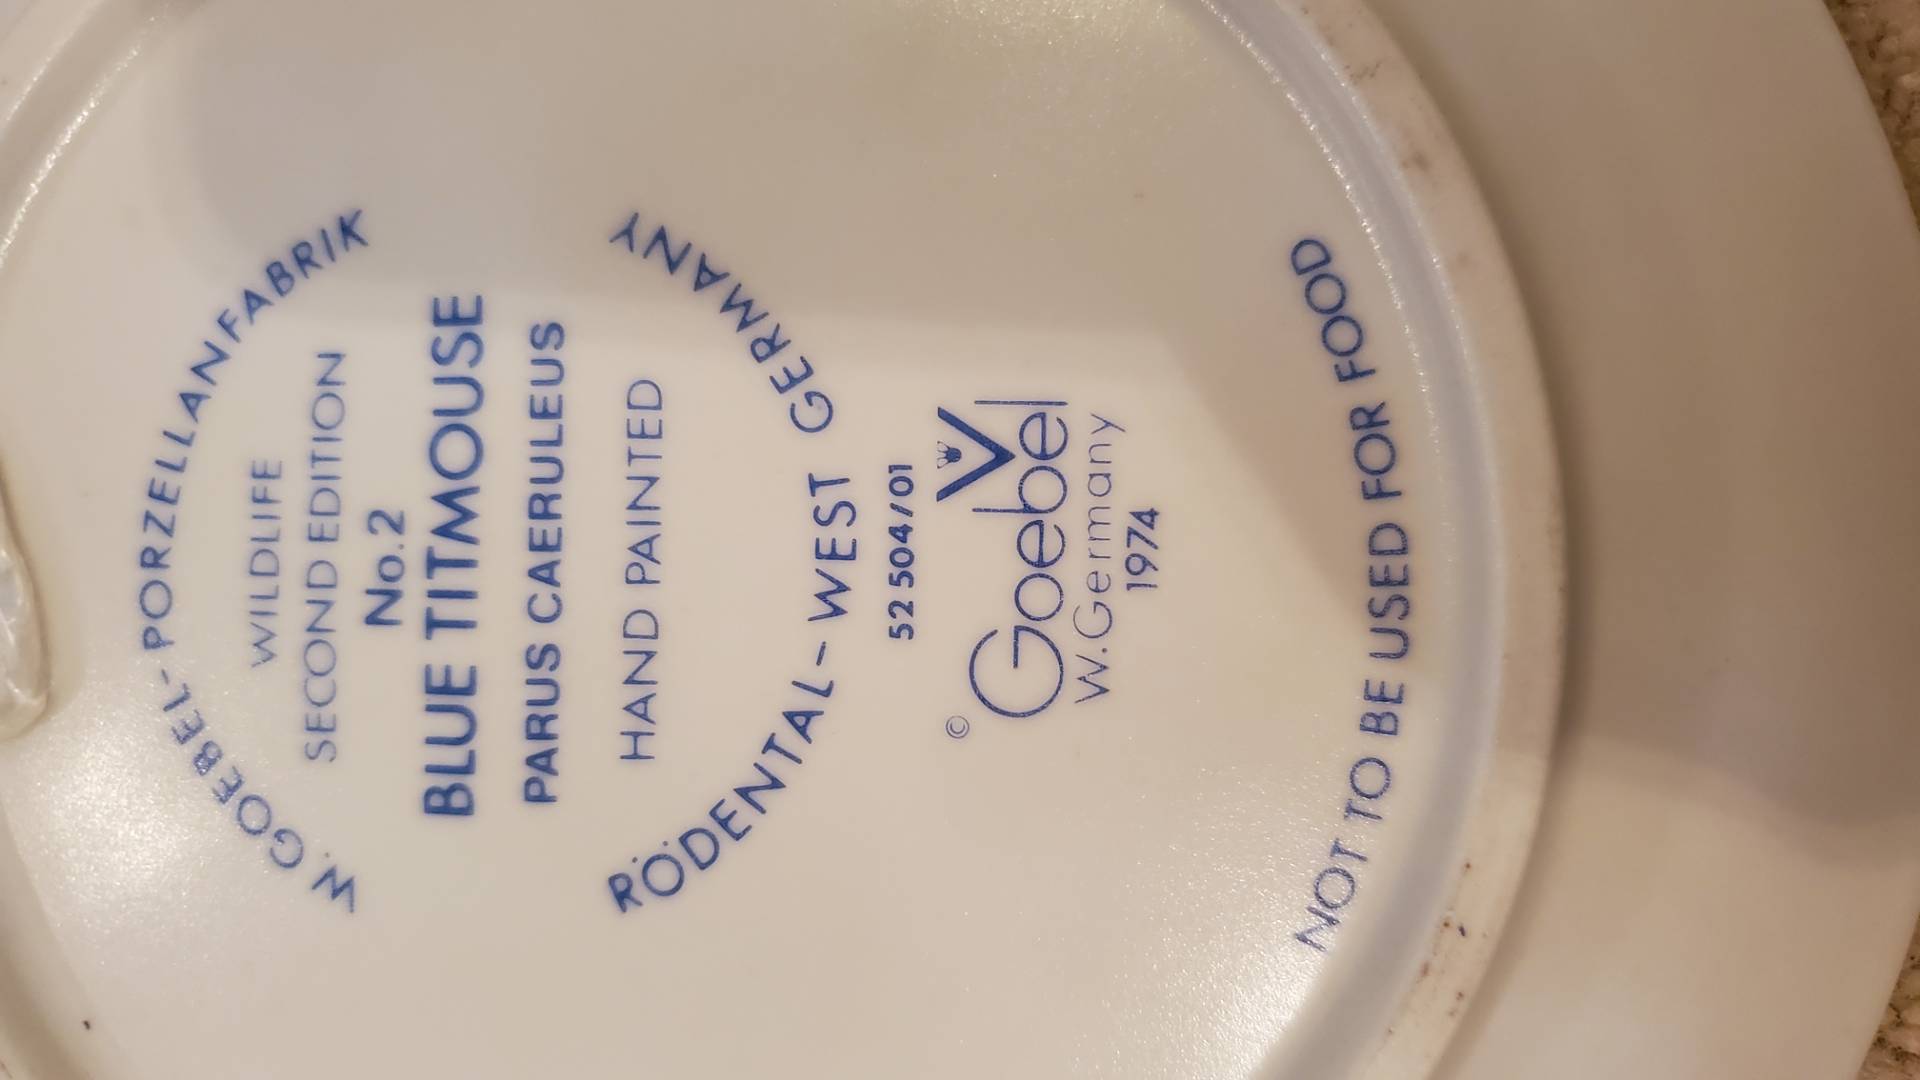 W. GOEBEL-PORZELLANFABRIK
WILDLIFE
SECOND EDITION
No. 2
BLUE TITMOUSE
PARUS CAERULEUS
HAND PAINTED
RÖDENTAL-WEST GERMANY
52 504/01
© Goebel
W. Germany
1974
NOT TO BE USED FOR FOOD